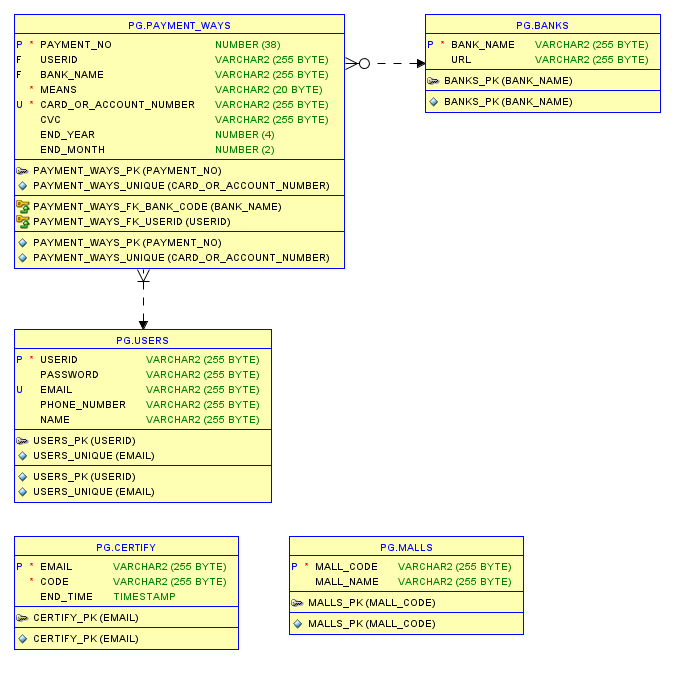 PG.PAYMENT_WAYS
P * PAYMENT_NO NUMBER (38)
F USERID VARCHAR2 (255 BYTE)
F BANK_NAME VARCHAR2 (255 BYTE)
* MEANS VARCHAR2 (20 BYTE)
U * CARD_OR_ACCOUNT_NUMBER VARCHAR2 (255 BYTE)
CVC VARCHAR2 (255 BYTE)
END_YEAR NUMBER (4)
END_MONTH NUMBER (2)
PAYMENT_WAYS_PK (PAYMENT_NO)
PAYMENT_WAYS_UNIQUE (CARD_OR_ACCOUNT_NUMBER)
PAYMENT_WAYS_FK_BANK_CODE (BANK_NAME)
PAYMENT_WAYS_FK_USERID (USERID)
PAYMENT_WAYS_PK (PAYMENT_NO)
PAYMENT_WAYS_UNIQUE (CARD_OR_ACCOUNT_NUMBER)
PG.BANKS
P * BANK_NAME VARCHAR2 (255 BYTE)
URL VARCHAR2 (255 BYTE)
BANKS_PK (BANK_NAME)
BANKS_PK (BANK_NAME)
PG.USERS
P * USERID VARCHAR2 (255 BYTE)
PASSWORD VARCHAR2 (255 BYTE)
U EMAIL VARCHAR2 (255 BYTE)
PHONE_NUMBER VARCHAR2 (255 BYTE)
NAME VARCHAR2 (255 BYTE)
USERS_PK (USERID)
USERS_UNIQUE (EMAIL)
USERS_PK (USERID)
USERS_UNIQUE (EMAIL)
PG.CERTIFY
P * EMAIL VARCHAR2 (255 BYTE)
* CODE VARCHAR2 (255 BYTE)
END_TIME TIMESTAMP
CERTIFY_PK (EMAIL)
CERTIFY_PK (EMAIL)
PG.MALLS
P * MALL_CODE VARCHAR2 (255 BYTE)
MALL_NAME VARCHAR2 (255 BYTE)
MALLS_PK (MALL_CODE)
MALLS_PK (MALL_CODE)